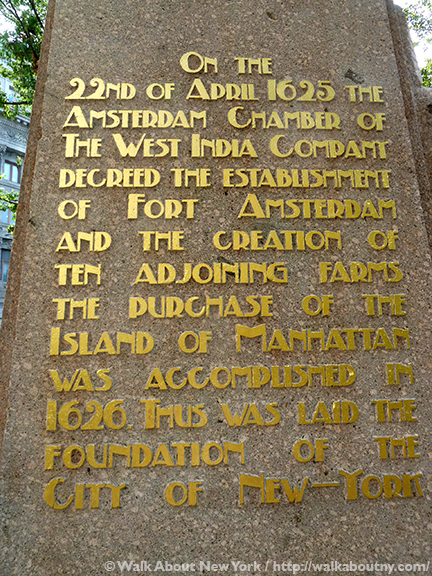 On the
22nd of April 1625 the
Amsterdam Chamber of
The West India Company
decreed the establishment
of Fort Amsterdam
and the creation of
ten adjoining farms
the purchase of the
Island of Manhattan
was accomplished in
1626. Thus was laid the
foundation of the
City of New—York
© Walk About New York / http://walkaboutny.com/